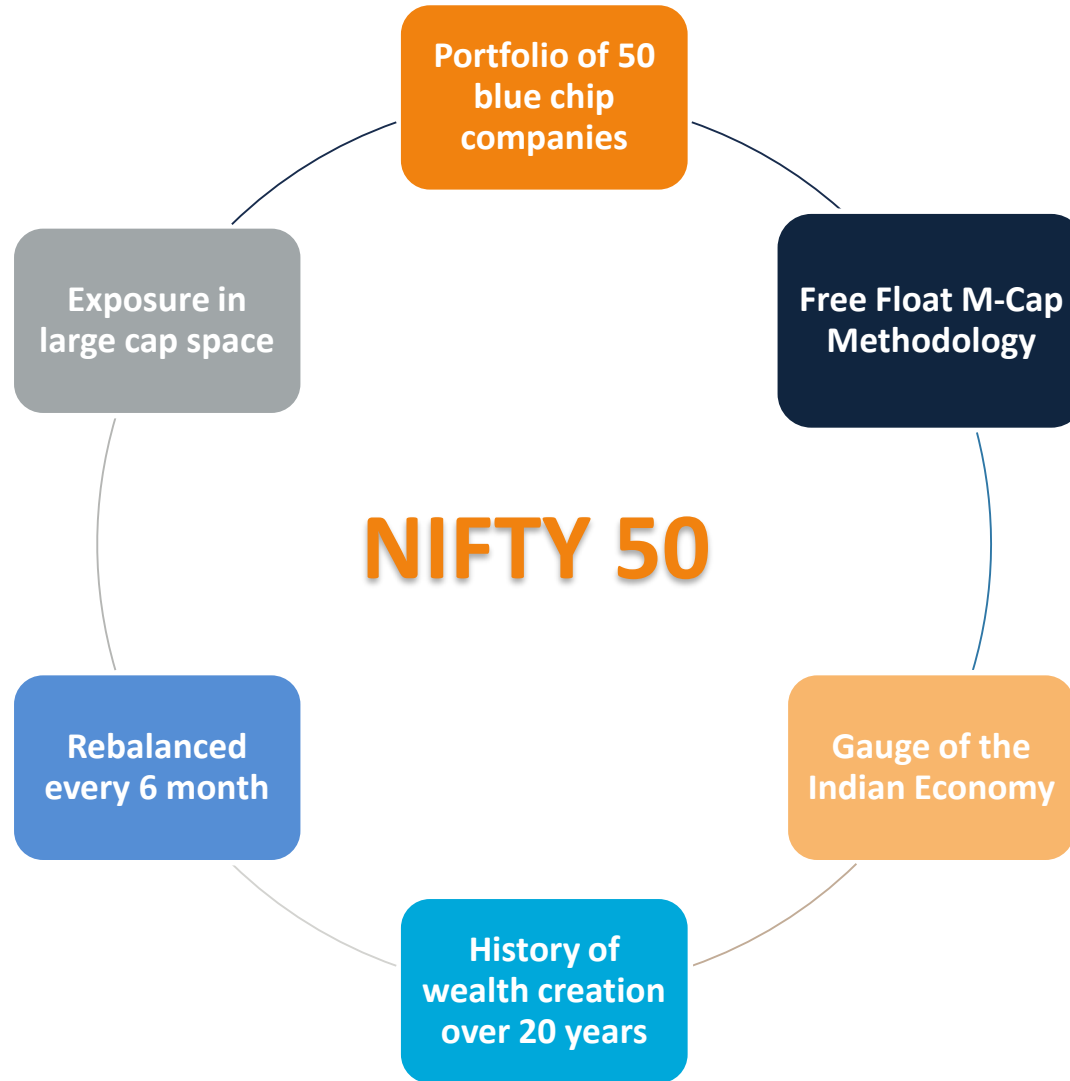 Portfolio of 50
blue chip
companies
Free Float M-Cap
Methodology
Gauge of the
Indian Economy
History of
wealth creation
over 20 years
Rebalanced
every 6 month
Exposure in
large cap space
NIFTY 50